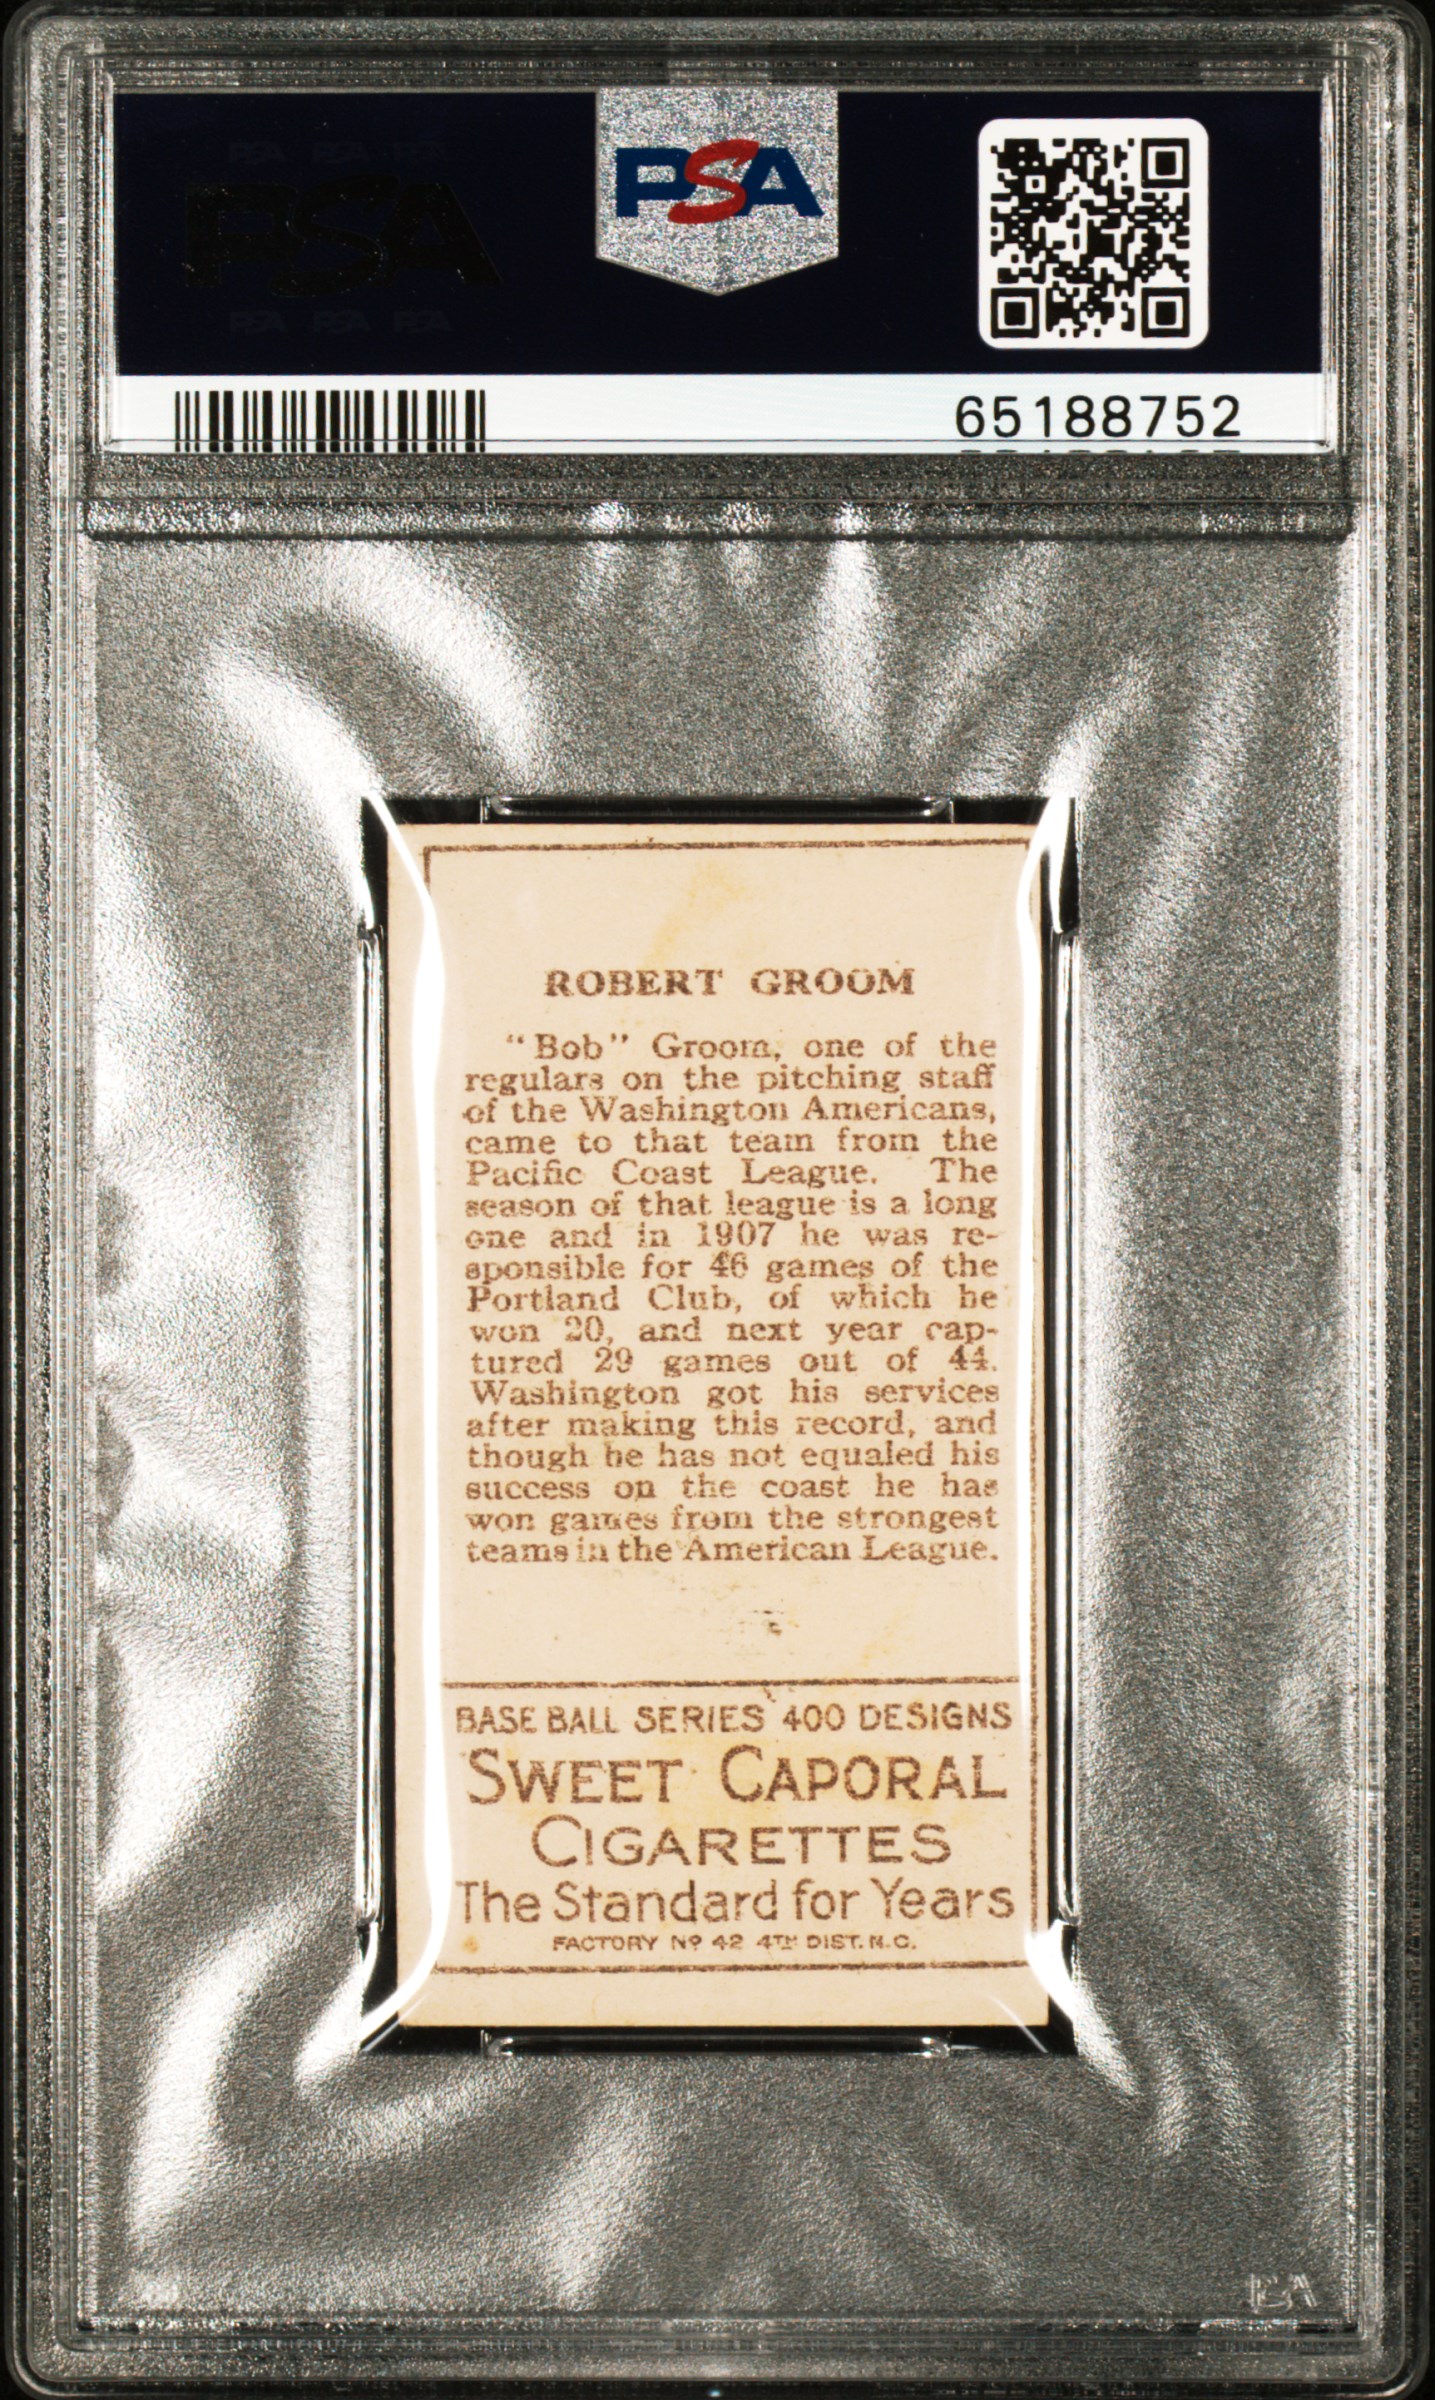 PSA
65188752
ROBERT GROOM
"Bob" Groom, one of the
regulars on the pitching staff
of the Washington Americans,
came to that team from the
Pacific Coast League. The
season of that league is a long
one and in 1907 he was re-
sponsible for 46 games of the
Portland Club, of which he
won 20, and next year cap-
tured 29 games out of 44.
Washington got his services
after making this record, and
though he has not equaled his
success on the coast he has
won games from the strongest
teams in the American League.
BASE BALL SERIES 400 DESIGNS
SWEET CAPORAL
CIGARETTES
The Standard for Years
FACTORY Nº 42 4TH DIST. N.C.